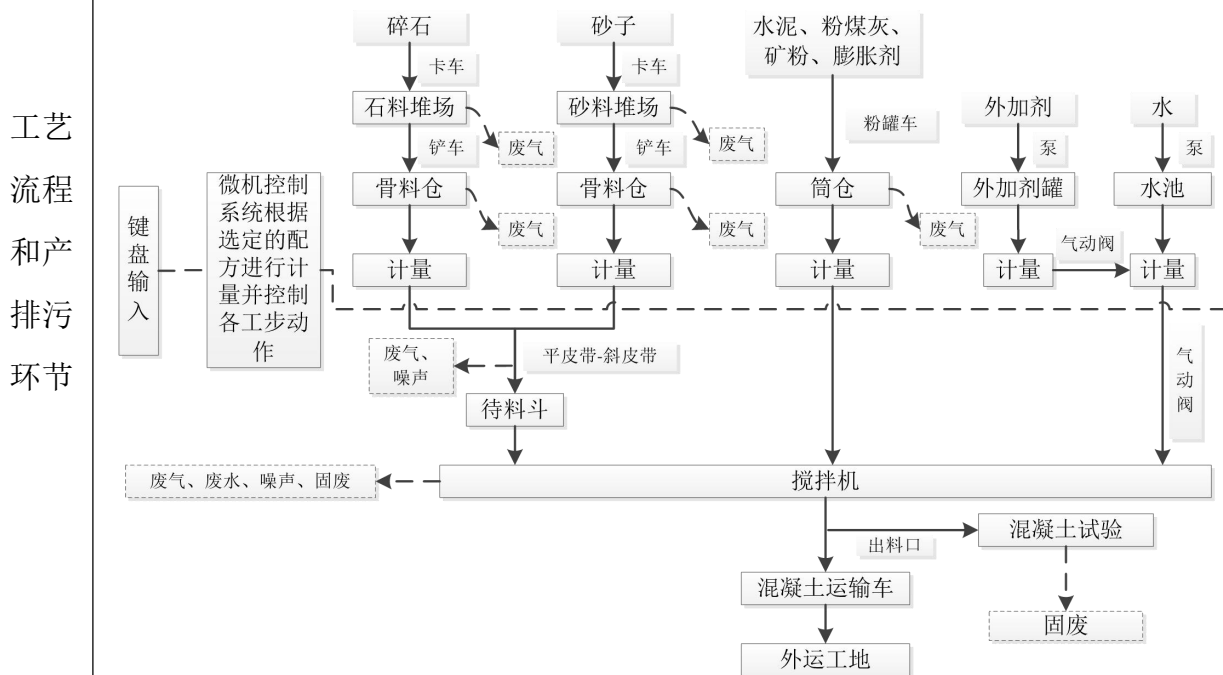 工艺
流程
和产
排污
环节
碎石
砂子
水泥、粉煤灰、
矿粉、膨胀剂
卡车
卡车
石料堆场
砂料堆场
粉罐车
外加剂
水
废气
废气
铲车
铲车
泵
泵
键盘输入
微机控制
系统根据
选定的配
方进行计
量并控制
各工步动
作
骨料仓
骨料仓
筒仓
外加剂罐
水池
废气
废气
废气
计量
计量
计量
计量
气动阀
计量
废气、
噪声
平皮带-斜皮带
气动阀
待料斗
废气、废水、噪声、固废
搅拌机
出料口
混凝土试验
混凝土运输车
固废
外运工地